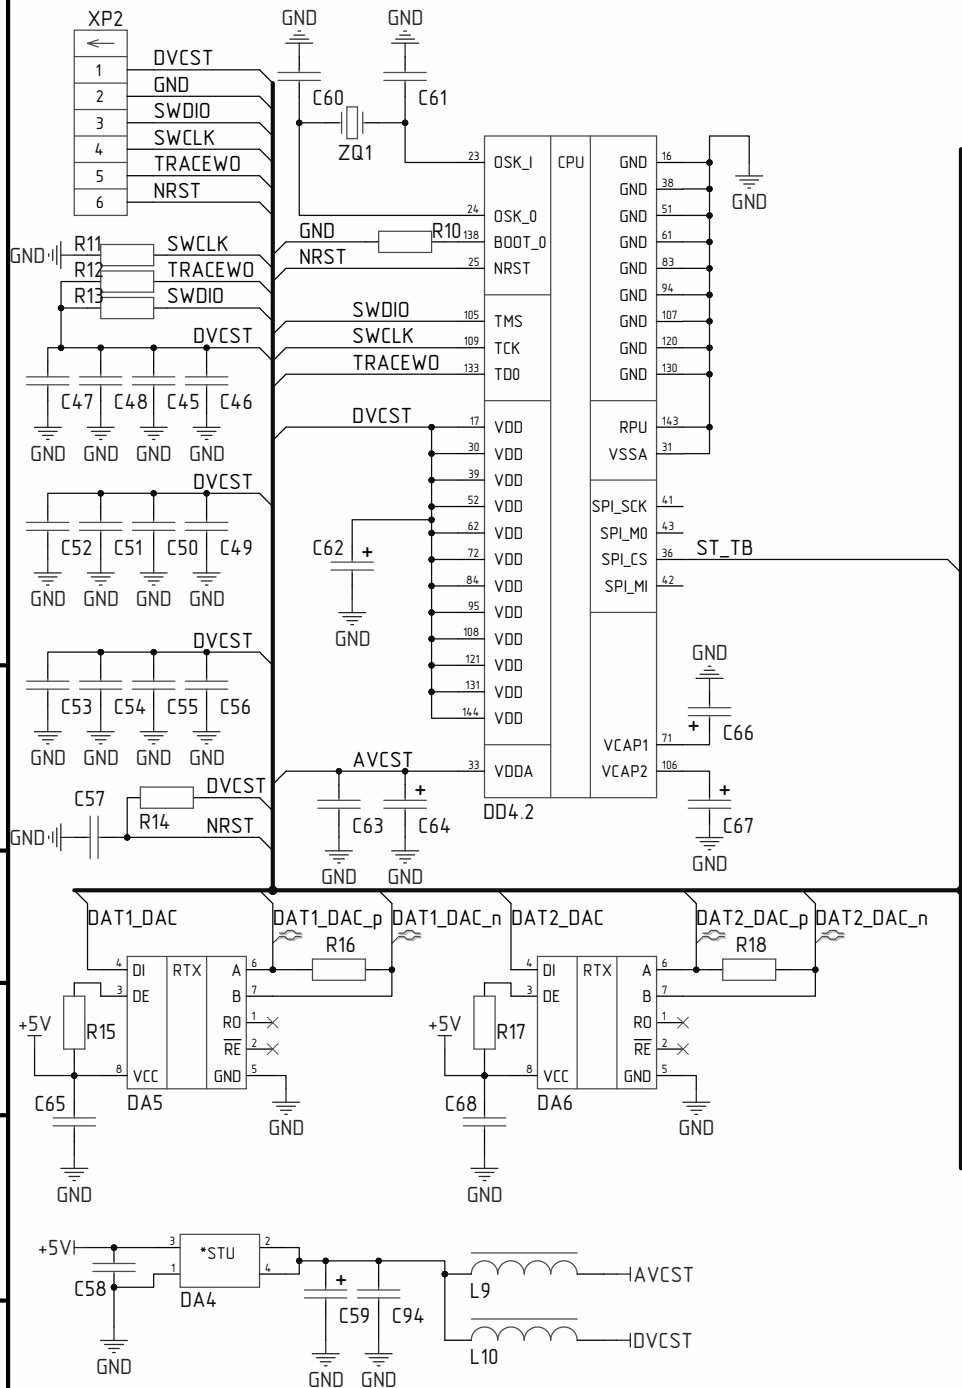 XP2
GND GND
1 DVCST
2 GND
3 SWDIO
4 SWCLK
5 TRACEWO
6 NRST
C60 C61
ZQ1
23 OSK_I CPU GND 16
GND 38
GND
24 OSK_O GND 51
GND R10 138 BOOT_0 GND 61
NRST 25 NRST GND 83
GND R11 SWCLK
R12 TRACEWO
R13 SWDIO
GND 94
SWDIO 105 TMS GND 107
DVCST SWCLK 109 TCK GND 120
TRACEWO 133 TDO GND 130
C47 C48 C45 C46
GND GND GND GND
DVCST 17 VDD RPU 143
30 VDD VSSA 31
39 VDD
DVCST
52 VDD SPI_SCK 41
62 VDD SPI_MO 43
C52 C51 C50 C49
C62 +
72 VDD SPI_CS 36 ST_TB
84 VDD SPI_MI 42
GND GND GND GND
95 VDD
GND
108 VDD
DVCST
121 VDD
GND
131 VDD
C53 C54 C55 C56
144 VDD
+ C66
GND GND GND GND
VCAP1 71
AVCST 33 VDDA VCAP2 106
DVCST
C57
R14
GND NRST
C63 + C64
DD4.2
+ C67
GND GND GND
DAT1_DAC DAT1_DAC_p DAT1_DAC_n DAT2_DAC DAT2_DAC_p DAT2_DAC_n
R16 R18
4 DI RTX A 6 4 DI RTX A 6
3 DE B 7 3 DE B 7
+5V R15 RO 1 +5V R17 RO 1
RE 2 RE 2
8 VCC GND 5 8 VCC GND 5
C65 DA5 C68 DA6
GND GND
GND GND
+5V 3 *STU 2
1 4
C58 DA4
+ C59 C94
L9 AVCST
L10 DVCST
GND GND GND